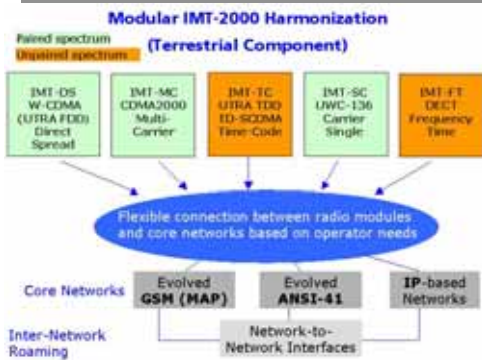 Modular IMT-2000 Harmonization
(Terrestrial Component)
Paired spectrum
Unpaired spectrum
IMT-DS
W-CDMA
(UTRA FDD)
Direct
Spread
IMT-MC
CDMA2000
Multi-
Carrier
IMT-TC
UTRA TDD
TD-SCDMA
Time-Code
IMT-SC
UWC-136
Carrier
Single
IMT-FT
DECT
Frequency
Time
Flexible connection between radio modules
and core networks based on operator needs
Core Networks
Evolved
GSM (MAP)
Evolved
ANSI-41
IP-based
Networks
Inter-Network
Roaming
Network-to-
Network Interfaces